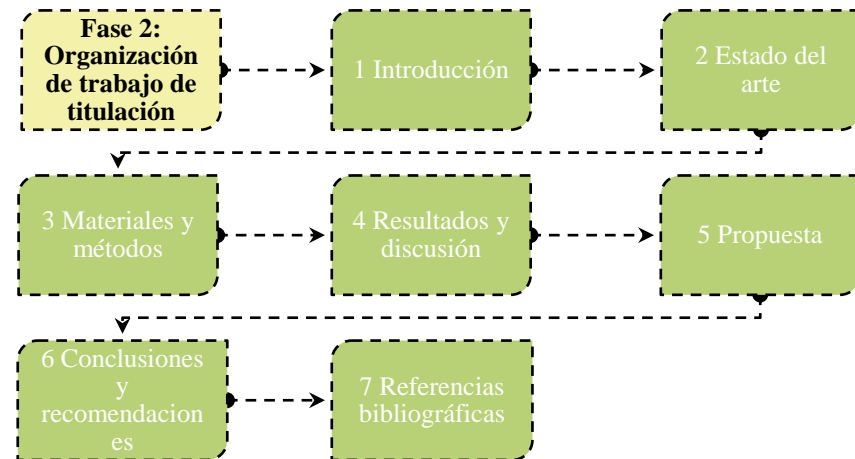 Fase 2:
Organización
de trabajo de
titulación
1 Introducción
2 Estado del
arte
3 Materiales y
métodos
4 Resultados y
discusión
5 Propuesta
6 Conclusiones
y
recomendacion
es
7 Referencias
bibliográficas